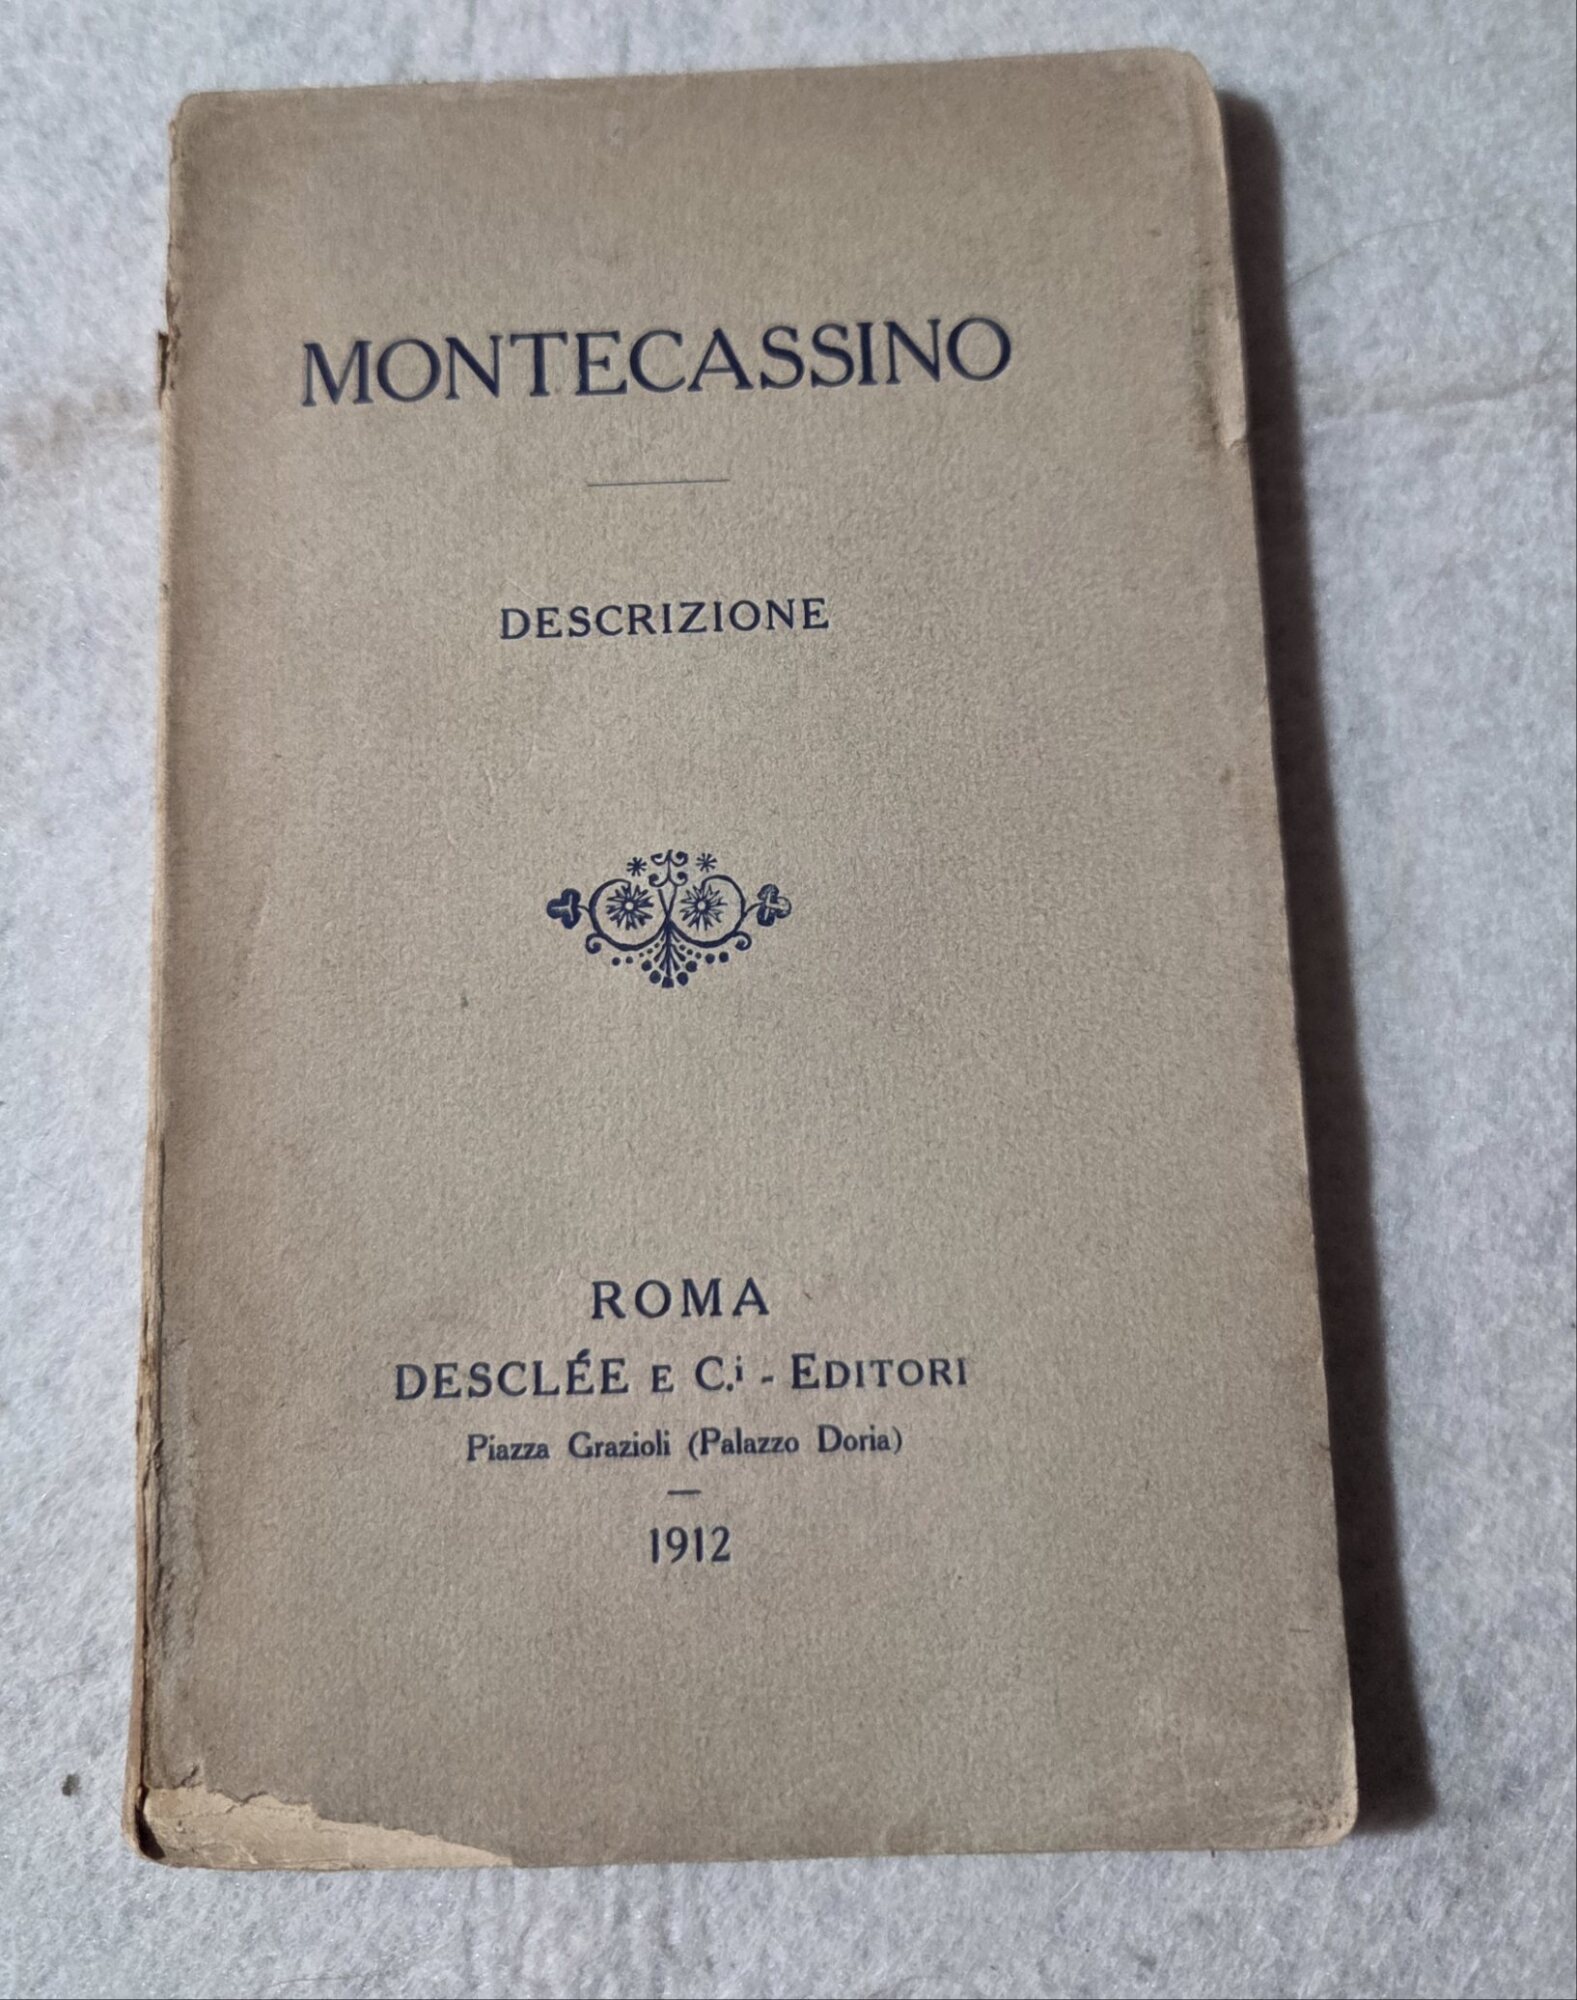 MONTECASSINO
DESCRIZIONE
ROMA
DESCLÉE E C.i - EDITORI
Piazza Grazioli (Palazzo Doria)
1912